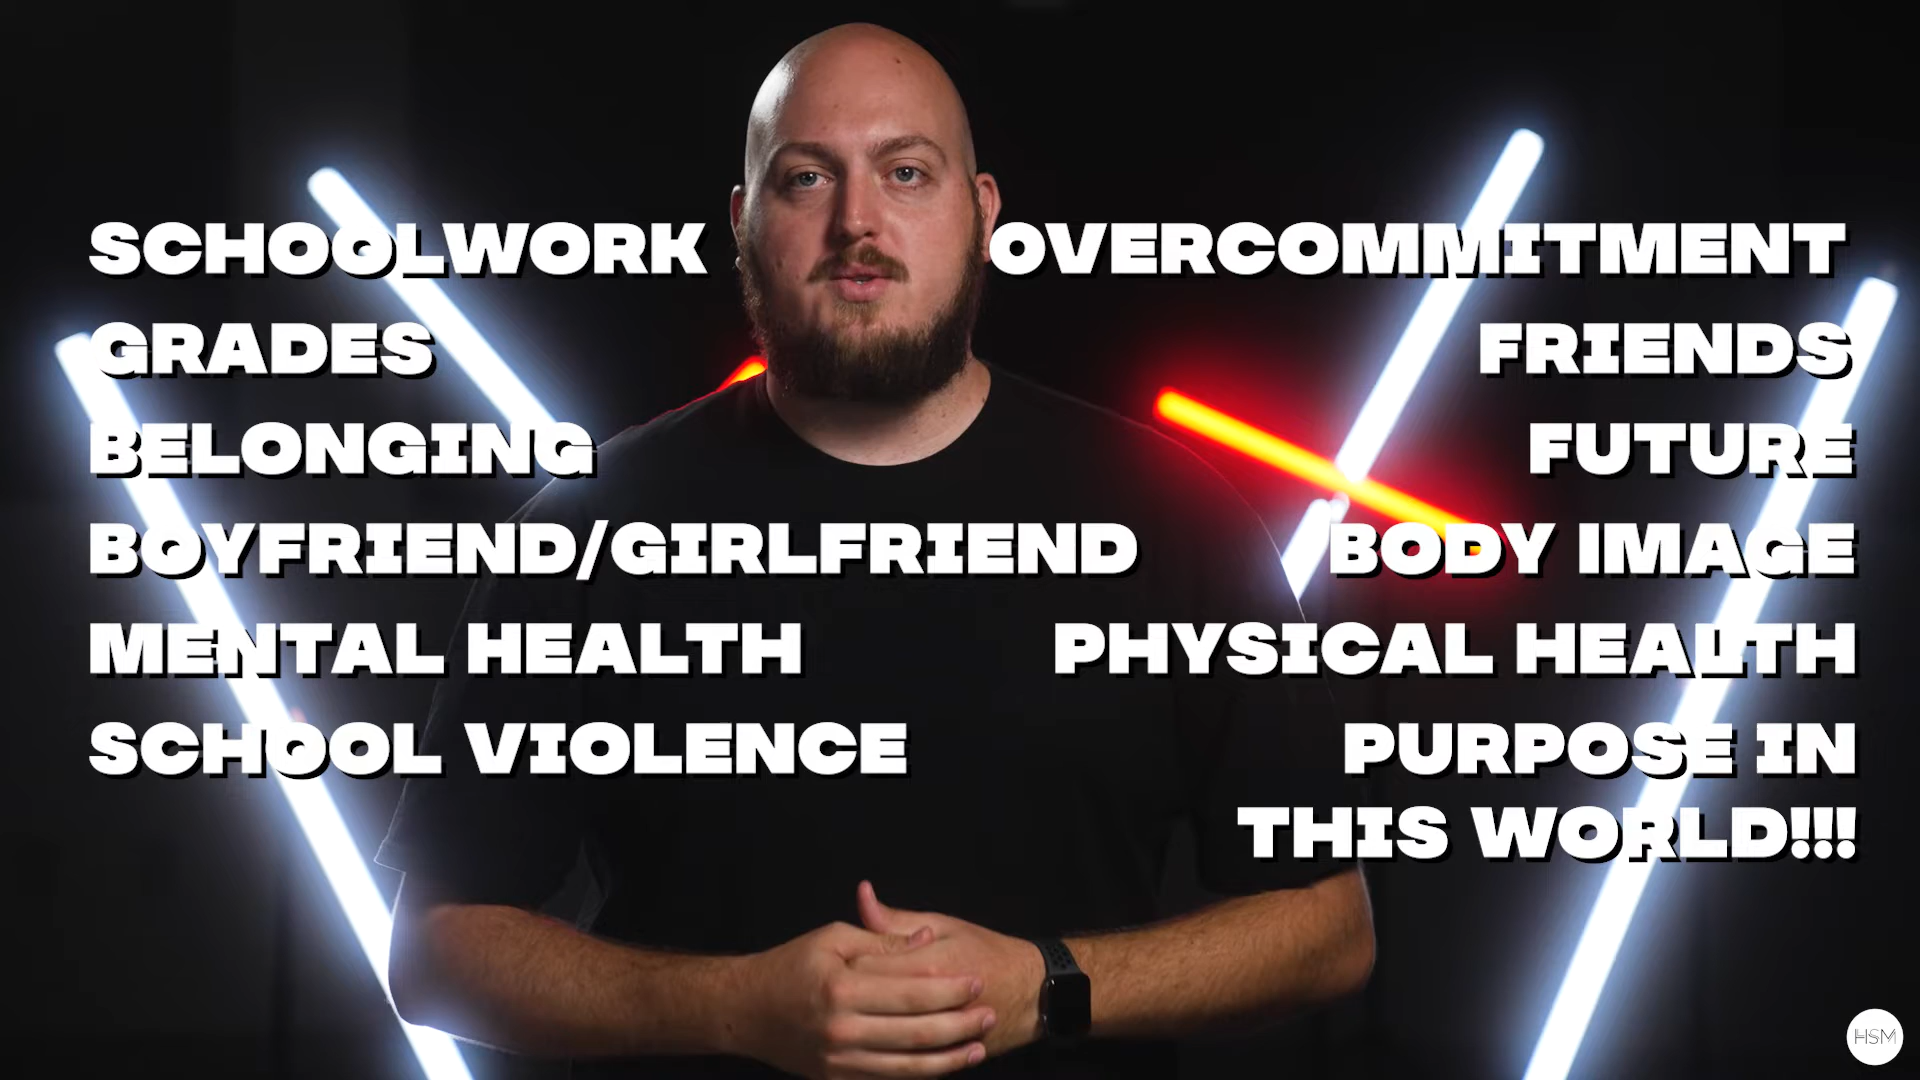 SCHOOLWORK
GRADES
BELONGING
BOYFRIEND/GIRLFRIEND
MENTAL HEALTH
SCHOOL VIOLENCE
OVERCOMMITMENT
FRIENDS
FUTURE
BODY IMAGE
PHYSICAL HEALTH
PURPOSE IN
THIS WORLD!!!
HSM